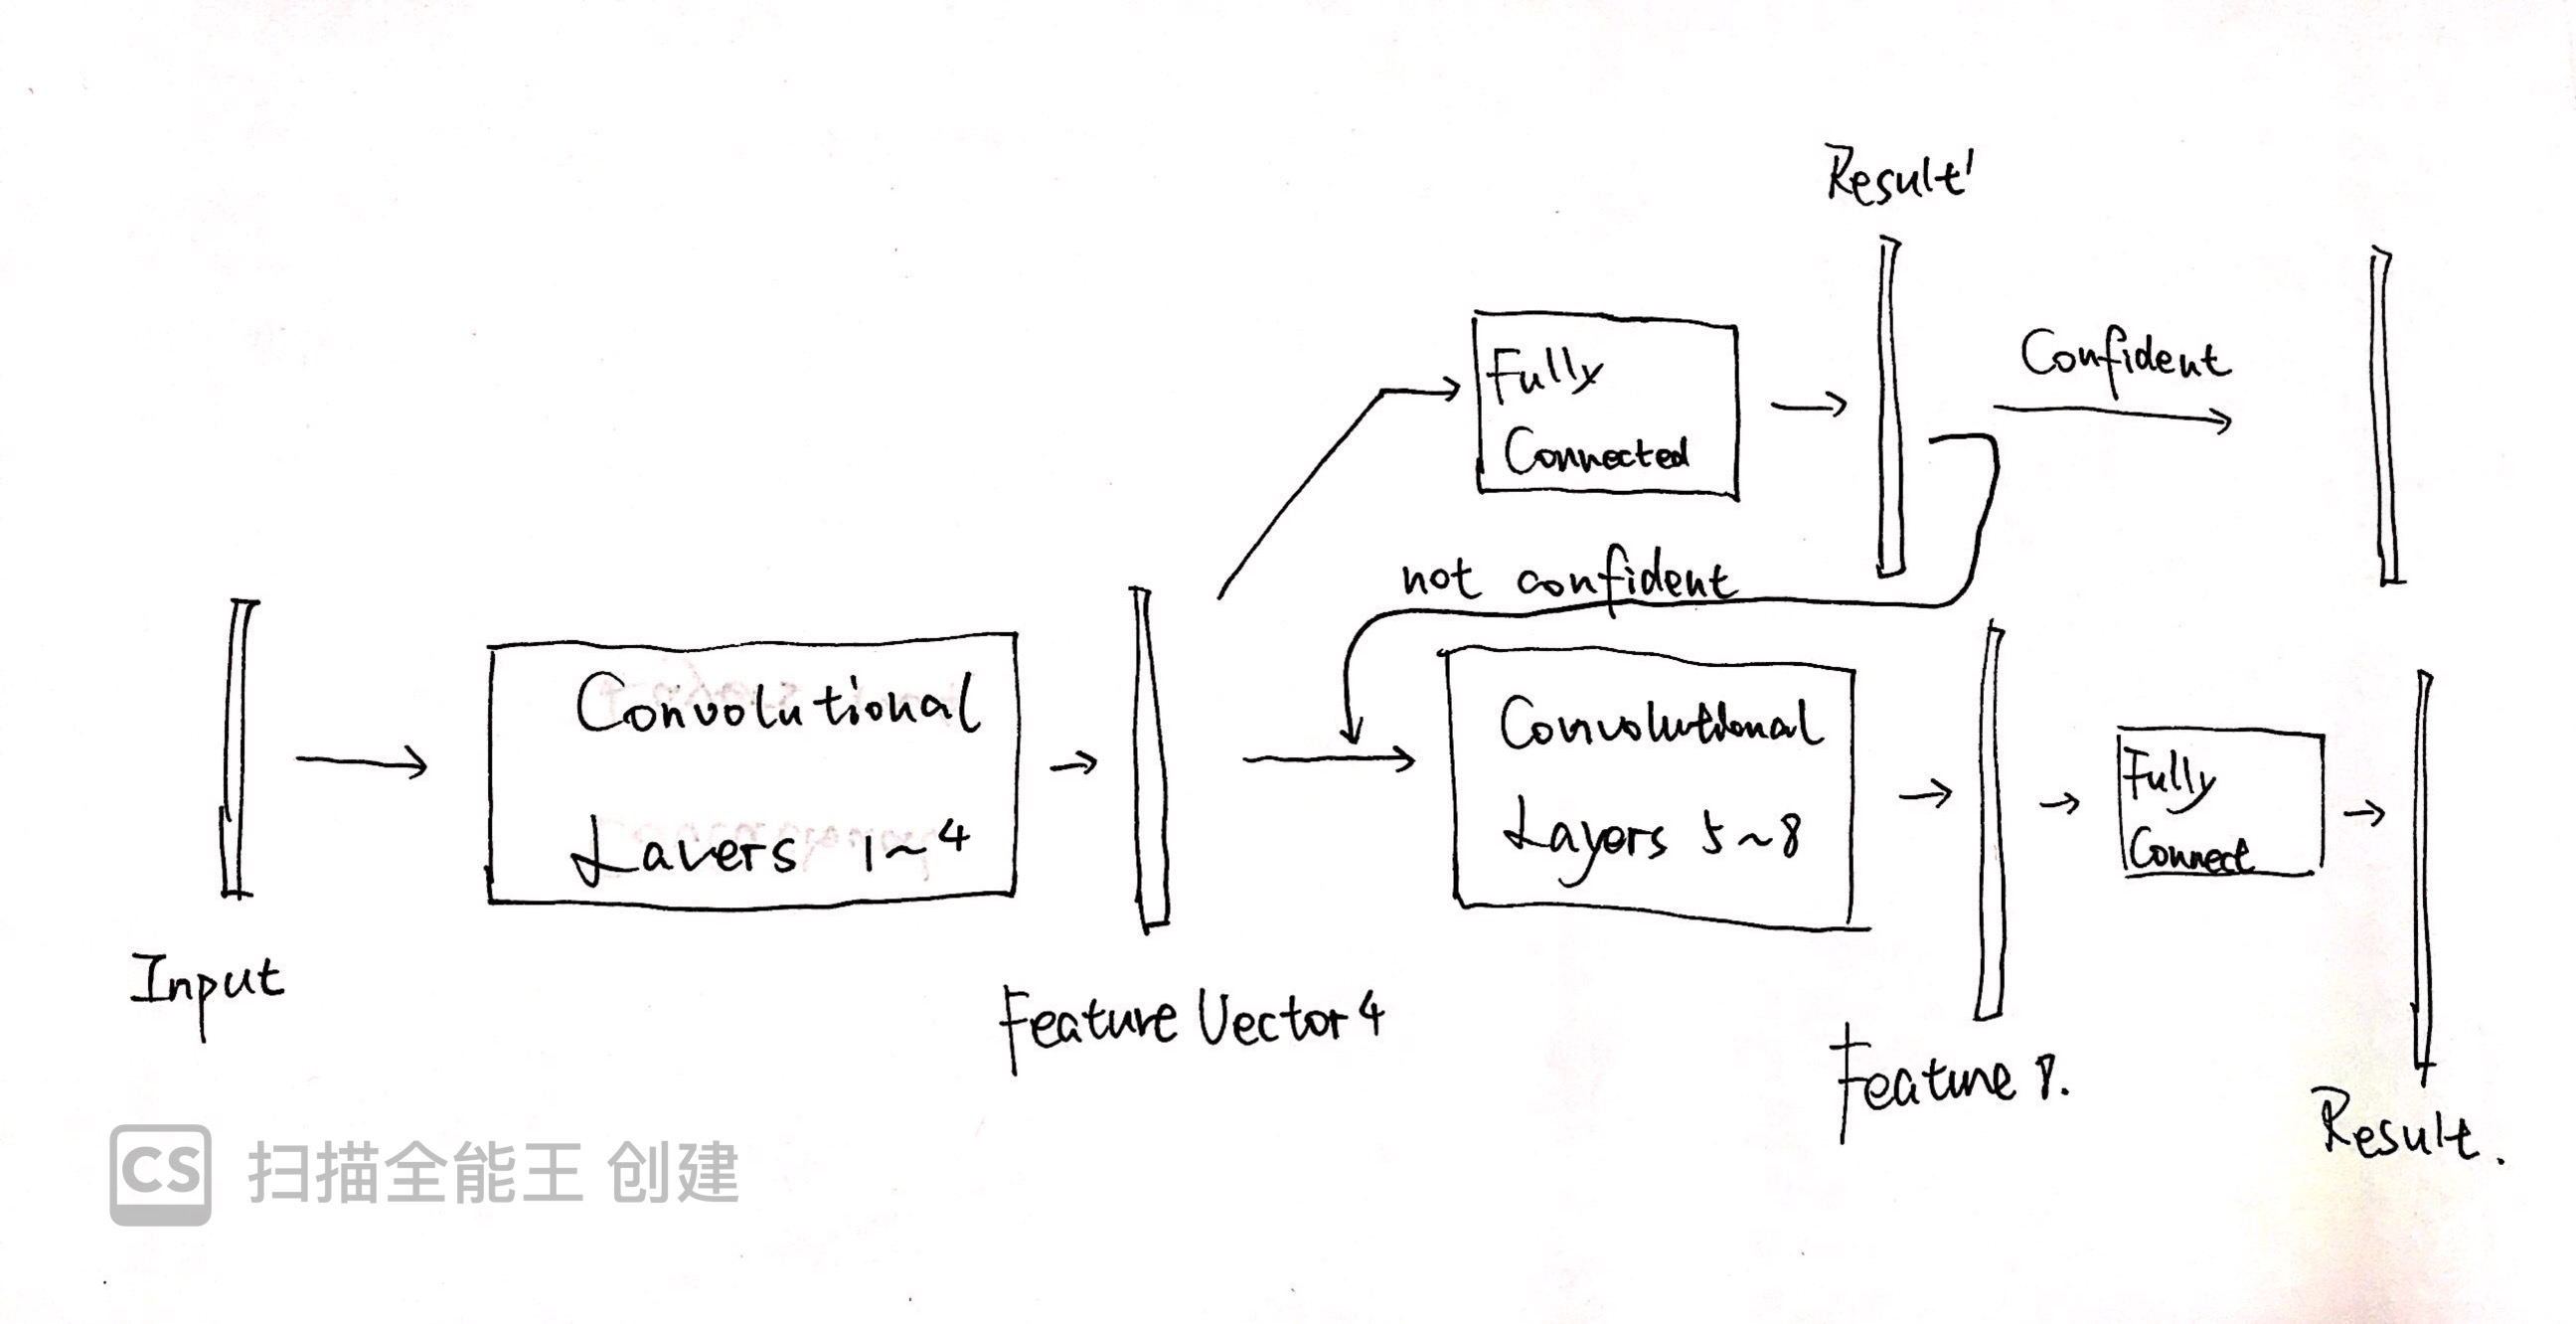 Result'
Confident
Fully
Connected
not confident
Convolutional
Layers 1~4
Convolutional
Layers 5~8
Fully
Connect
Input
Feature Vector 4
Feature 8.
Result.
CS 扫描全能王 创建